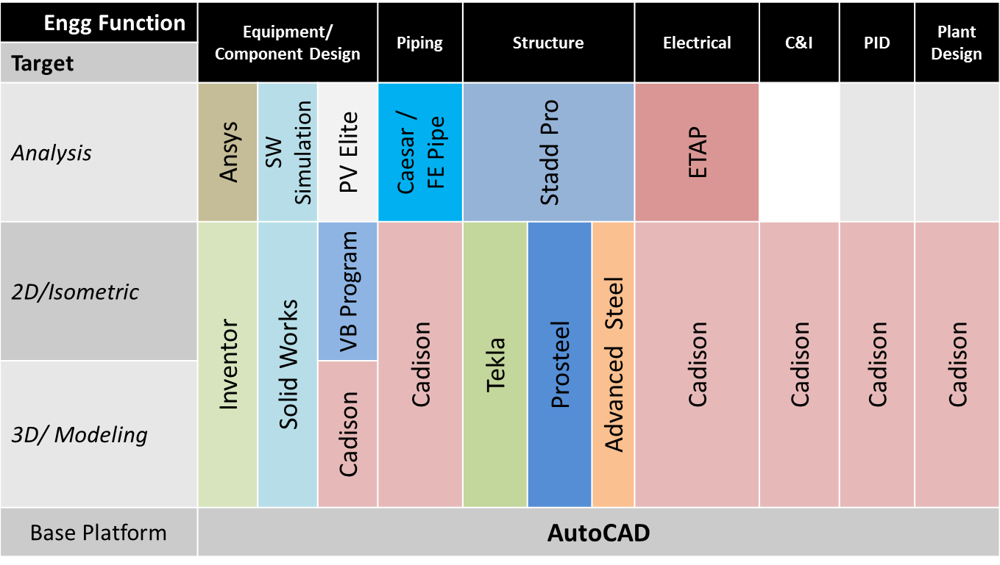 Engg Function
Equipment/
Component Design
Piping
Structure
Electrical
C&I
PID
Plant
Design
Target
Analysis
Ansys
SW
Simulation
PV Elite
Caesar /
FE Pipe
Stadd Pro
ETAP
2D/Isometric
3D/ Modeling
Inventor
Solid Works
VB Program
Cadison
Cadison
Tekla
Prosteel
Advanced Steel
Cadison
Cadison
Cadison
Cadison
Base Platform
AutoCAD